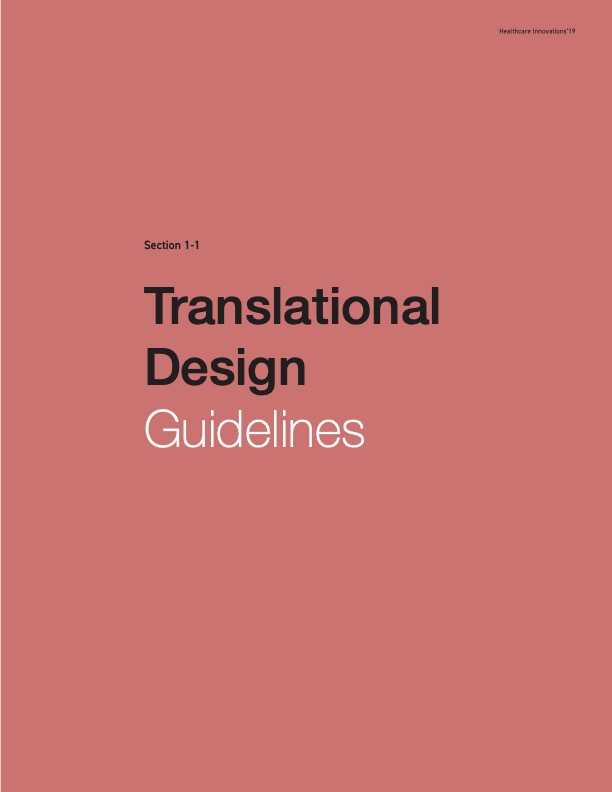 Healthcare Innovations'19
Section 1-1
Translational
Design
Guidelines